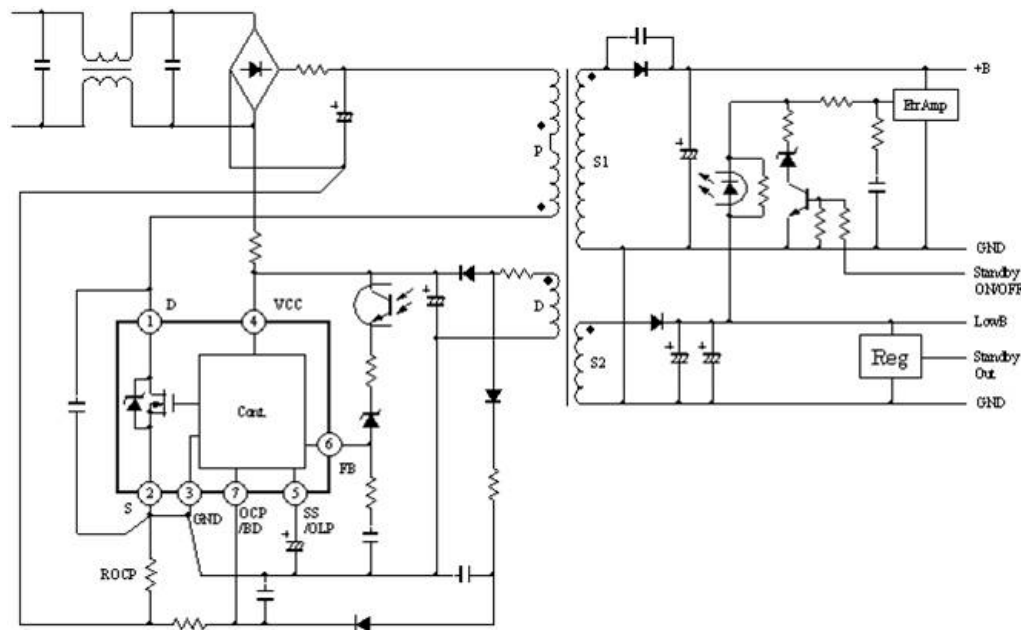 +B
ErrAmp
P
S1
GND
Standby
ON/OFF
D
VCC
D
LowB
S2
Reg
Standby
Out
GND
1
4
Cont.
6
FB
2
3
7
5
S
GND
OCP
/BD
SS
/OLP
ROCP